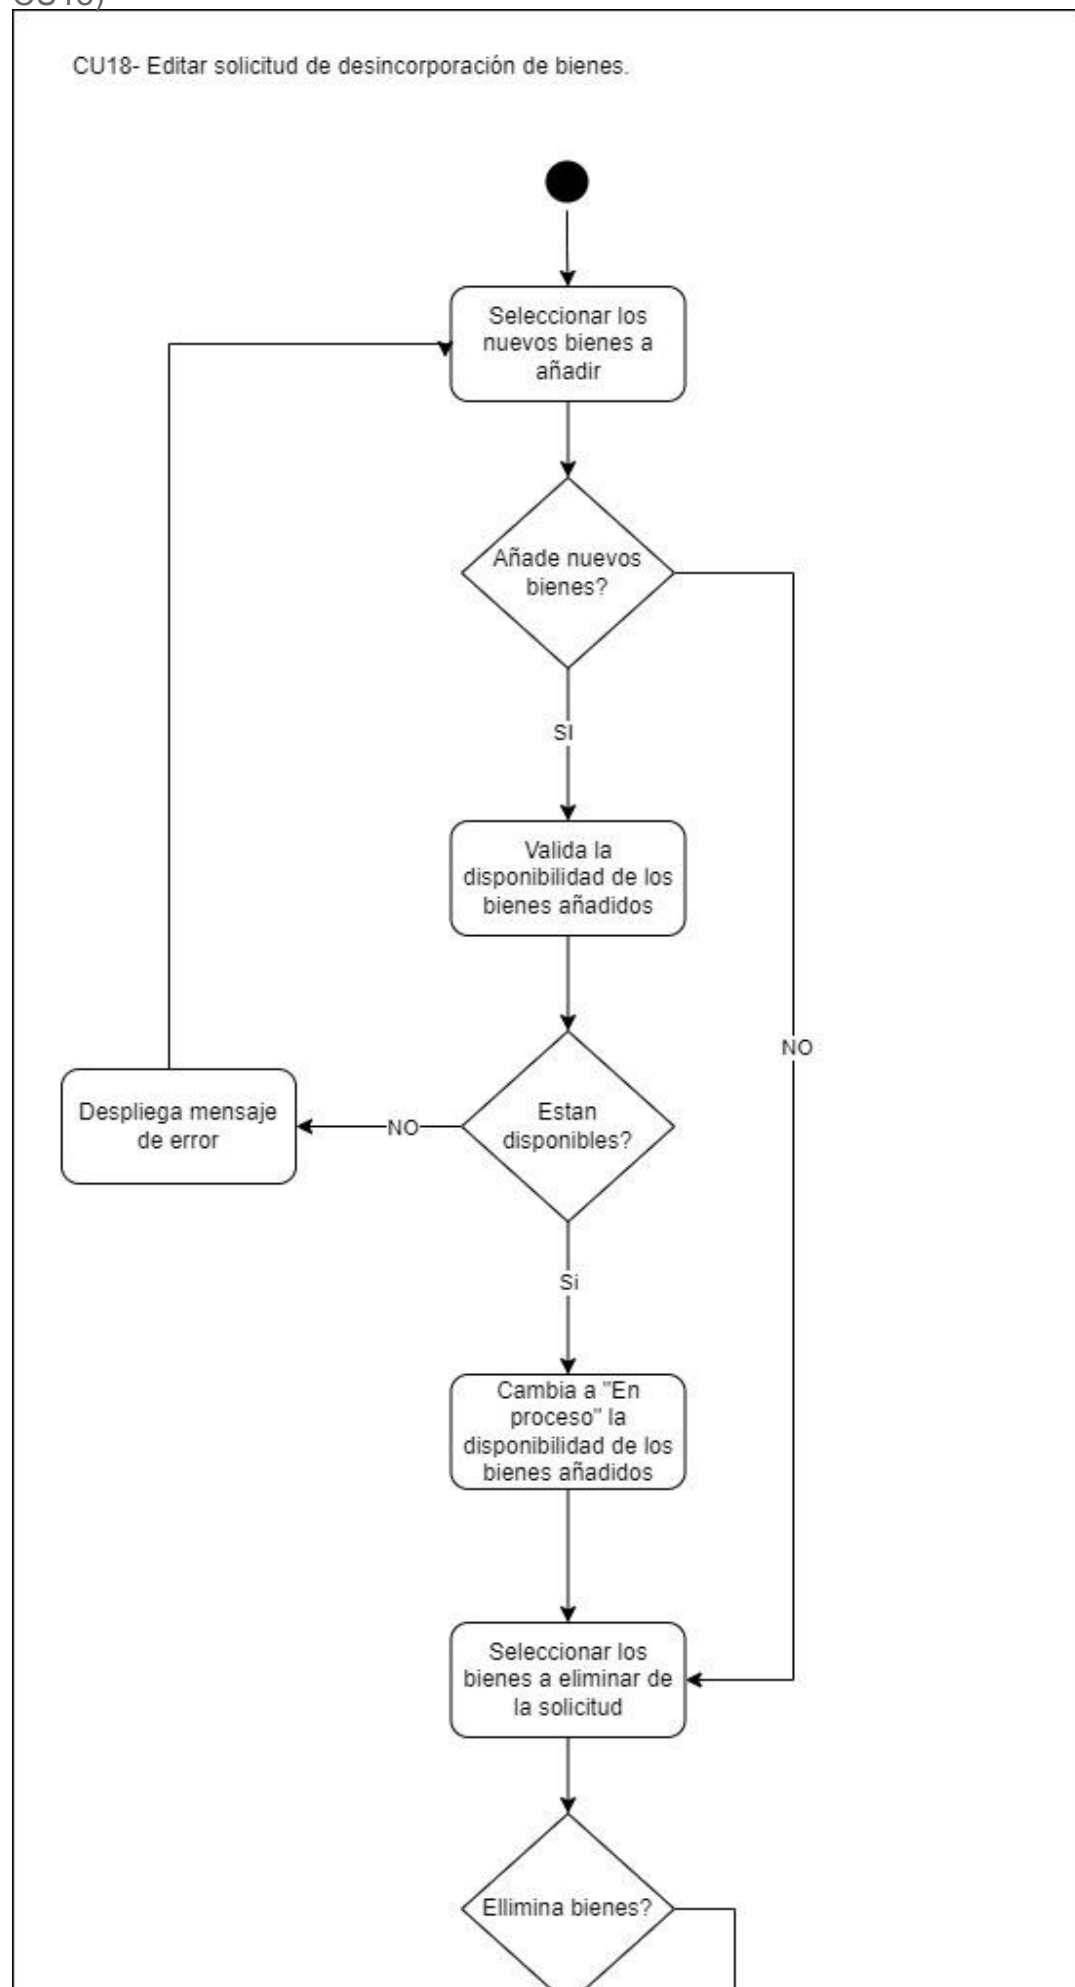 CU18- Editar solicitud de desincorporación de bienes.
Seleccionar los
nuevos bienes a
añadir
Añade nuevos
bienes?
SI
Valida la
disponibilidad de los
bienes añadidos
NO
Estan
disponibles?
NO
Despliega mensaje
de error
Si
Cambia a "En
proceso" la
disponibilidad de los
bienes añadidos
Seleccionar los
bienes a eliminar de
la solicitud
Ellimina bienes?